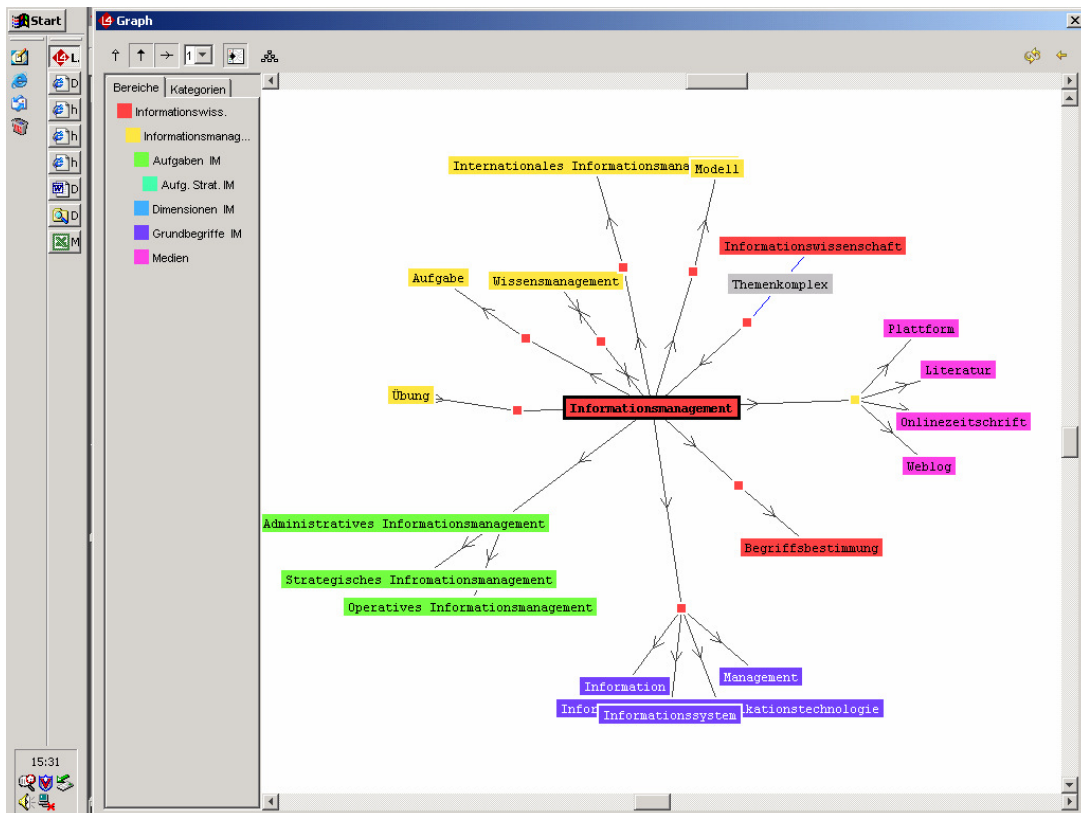 Start
Graph
1
L.
D
h
h
h
D
D
M
Bereiche
Kategorien
Informationswiss.
Informationsmanag...
Aufgaben IM
Aufg. Strat. IM
Dimensionen IM
Grundbegriffe IM
Medien
Internationales Informationsmana
Modell
Informationswissenschaft
Themenkomplex
Aufgabe
Wissensmanagement
Plattform
Literatur
Übung
Informationsmanagement
Onlinezeitschrift
Weblog
Administratives Informationsmanagement
Begriffsbestimmung
Strategisches Infromationsmanagement
Operatives Informationsmanagement
Management
Information
Infor
Informationssystem
ikationstechnologie
15:31